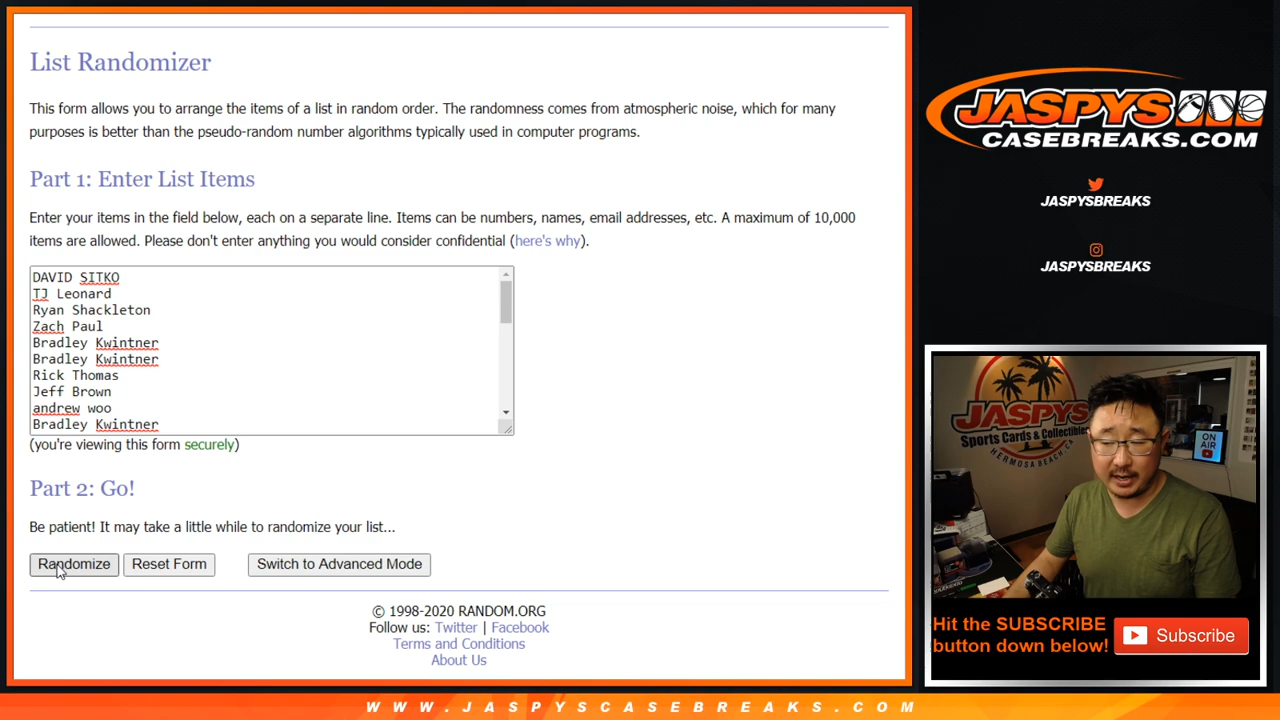 List Randomizer
This form allows you to arrange the items of a list in random order. The randomness comes from atmospheric noise, which for many
purposes is better than the pseudo-random number algorithms typically used in computer programs.
Part 1: Enter List Items
Enter your items in the field below, each on a separate line. Items can be numbers, names, email addresses, etc. A maximum of 10,000
items are allowed. Please don't enter anything you would consider confidential (here's why).
DAVID SITKO
TJ Leonard
Ryan Shackleton
Zach Paul
Bradley Kwintner
Bradley Kwintner
Rick Thomas
Jeff Brown
andrew woo
Bradley Kwintner
(you're viewing this form securely)
Part 2: Go!
Be patient! It may take a little while to randomize your list...
Randomize Reset Form Switch to Advanced Mode
© 1998-2020 RANDOM.ORG
Follow us: Twitter | Facebook
Terms and Conditions
About Us
JASPYS
CASEBREAKS.COM
JASPYSBREAKS
JASPYSBREAKS
JASPYS
Sports Cards & Collectibles
HERMOSA BEACH CA
ON
AIR
Hit the SUBSCRIBE
button down below!
Subscribe
WWW.JASPYSCASEBREAKS.COM